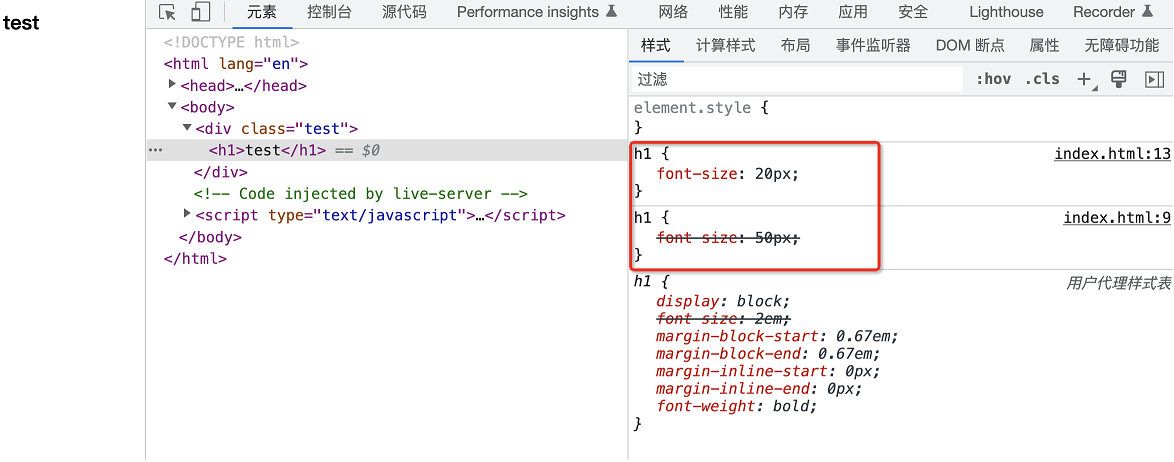 test
元素 控制台 源代码 Performance insights 网络 性能 内存 应用 安全 Lighthouse Recorder
<!DOCTYPE html>
<html lang="en">
<head>…</head>
<body>
<div class="test">
<h1>test</h1> == $0
</div>
<!-- Code injected by live-server -->
<script type="text/javascript">…</script>
</body>
</html>
样式 计算样式 布局 事件监听器 DOM 断点 属性 无障碍功能
过滤 :hov .cls
element.style {
}
h1 { index.html:13
font-size: 20px;
}
h1 { index.html:9
font-size: 50px;
}
h1 { 用户代理样式表
display: block;
font-size: 2em;
margin-block-start: 0.67em;
margin-block-end: 0.67em;
margin-inline-start: 0px;
margin-inline-end: 0px;
font-weight: bold;
}